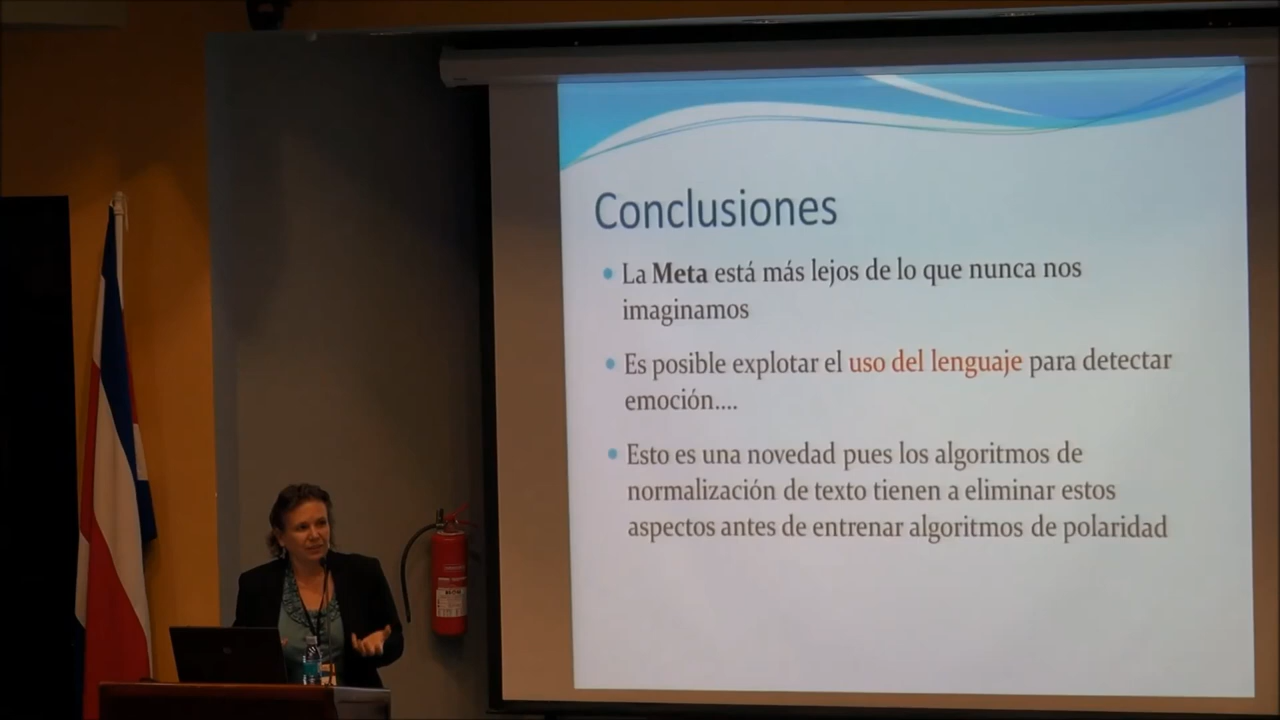 Conclusiones
La Meta está más lejos de lo que nunca nos
imaginamos
Es posible explotar el uso del lenguaje para detectar
emoción....
Esto es una novedad pues los algoritmos de
normalización de texto tienen a eliminar estos
aspectos antes de entrenar algoritmos de polaridad